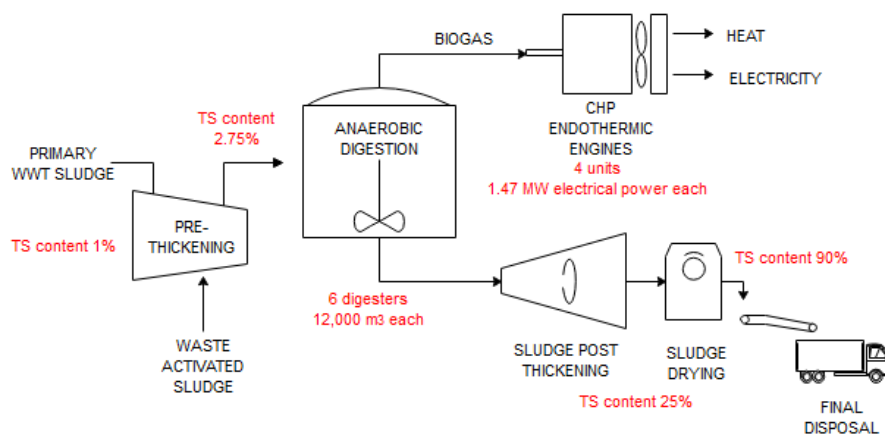 BIOGAS
HEAT
ELECTRICITY
CHP
ENDOTHERMIC
ENGINES
4 units
1.47 MW electrical power each
TS content
2.75%
ANAEROBIC
DIGESTION
PRIMARY
WWT SLUDGE
PRE-
THICKENING
TS content 1%
WASTE
ACTIVATED
SLUDGE
6 digesters
12,000 m3 each
SLUDGE POST
THICKENING
TS content 25%
SLUDGE
DRYING
TS content 90%
FINAL
DISPOSAL